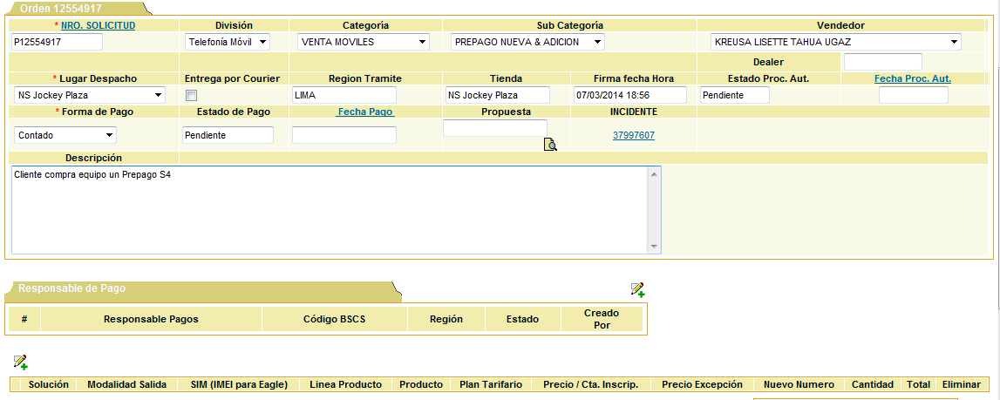 Orden 12554917
* NRO. SOLICITUD División Categoría Sub Categoría Vendedor
P12554917 Telefonía Móvil VENTA MOVILES PREPAGO NUEVA & ADICION KREUSA LISETTE TAHUA UGAZ
Dealer
* Lugar Despacho Entrega por Courier Region Tramite Tienda Firma fecha Hora Estado Proc. Aut. Fecha Proc. Aut.
NS Jockey Plaza LIMA NS Jockey Plaza 07/03/2014 18:56 Pendiente
* Forma de Pago Estado de Pago Fecha Pago Propuesta INCIDENTE
Contado Pendiente 37997607
Descripción
Cliente compra equipo un Prepago S4
Responsable de Pago
# Responsable Pagos Código BSCS Región Estado Creado Por
Solución Modalidad Salida SIM (IMEI para Eagle) Linea Producto Producto Plan Tarifario Precio / Cta. Inscrip. Precio Excepción Nuevo Numero Cantidad Total Eliminar